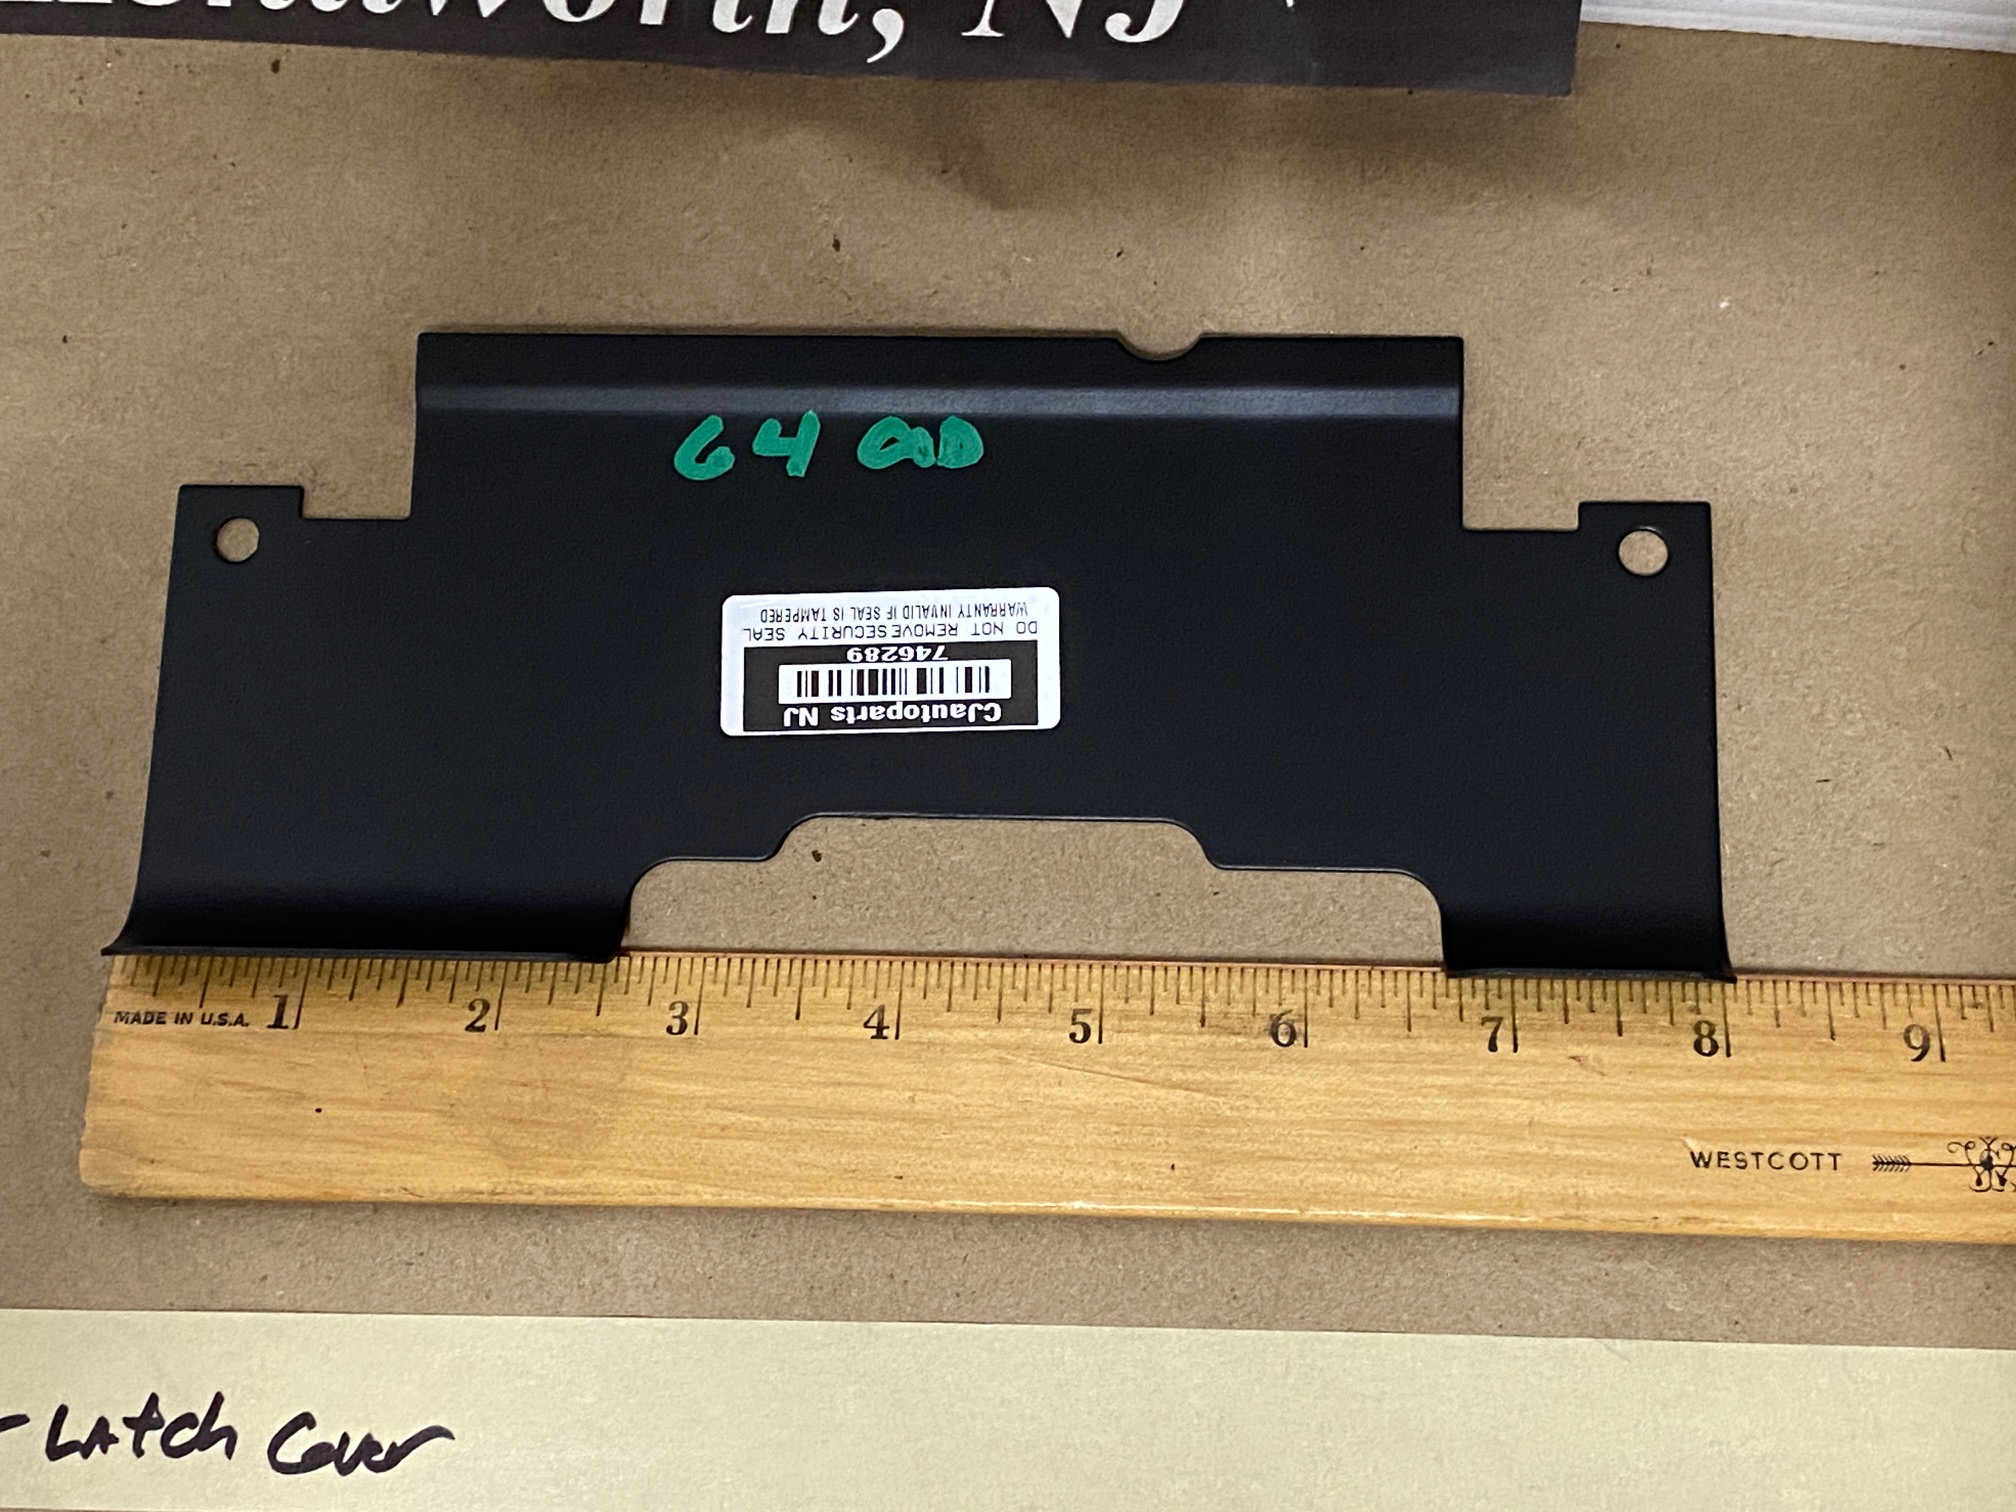 NJ
64
DO NOT REMOVE SECURITY SEAL
WARRANTY INVALID IF SEAL IS TAMPERED
CJautoparts NJ
746289
MADE IN U.S.A.
1 2 3 4 5 6 7 8 9
WESTCOTT
Latch Cover